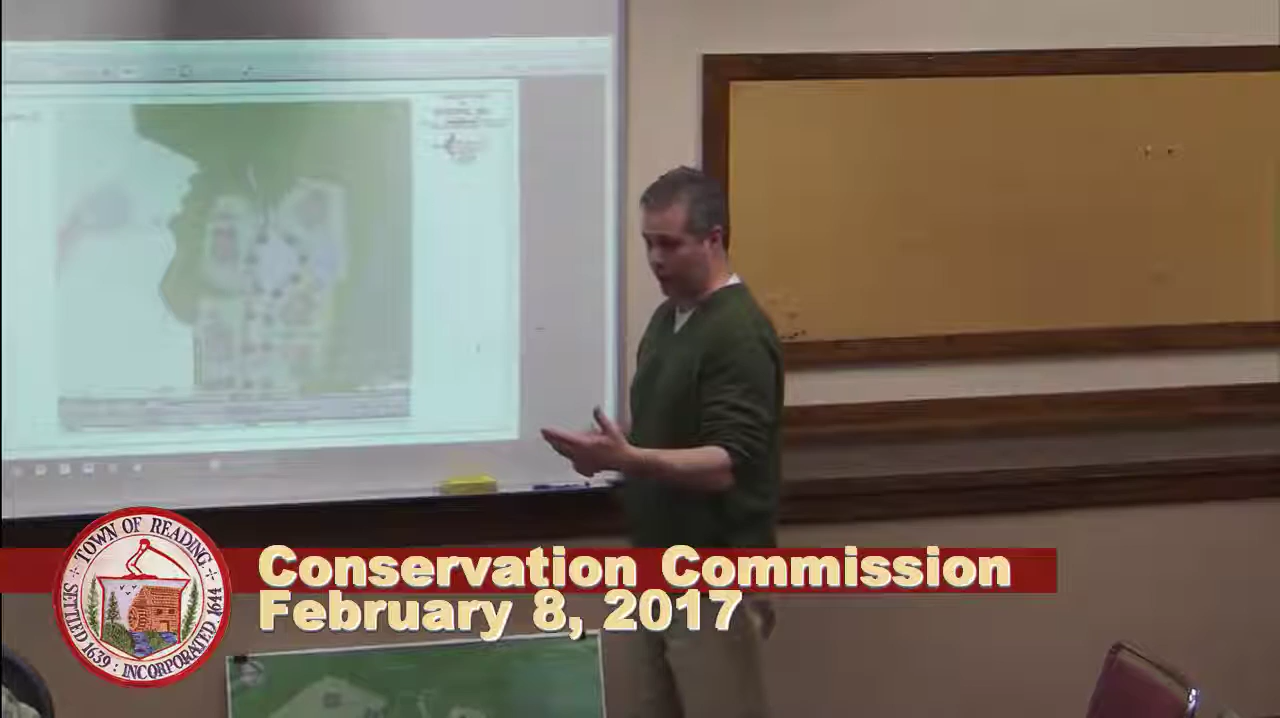 TOWN OF READING
SETTLED 1639 : INCORPORATED 1644
Conservation Commission
February 8, 2017